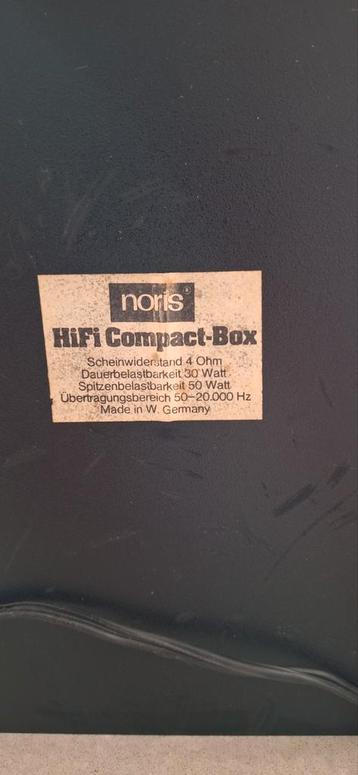 noris®
HiFi Compact-Box
Scheinwiderstand 4 Ohm
Dauerbelastbarkeit 30 Watt
Spitzenbelastbarkeit 50 Watt
Übertragungsbereich 50-20.000 Hz
Made in W. Germany